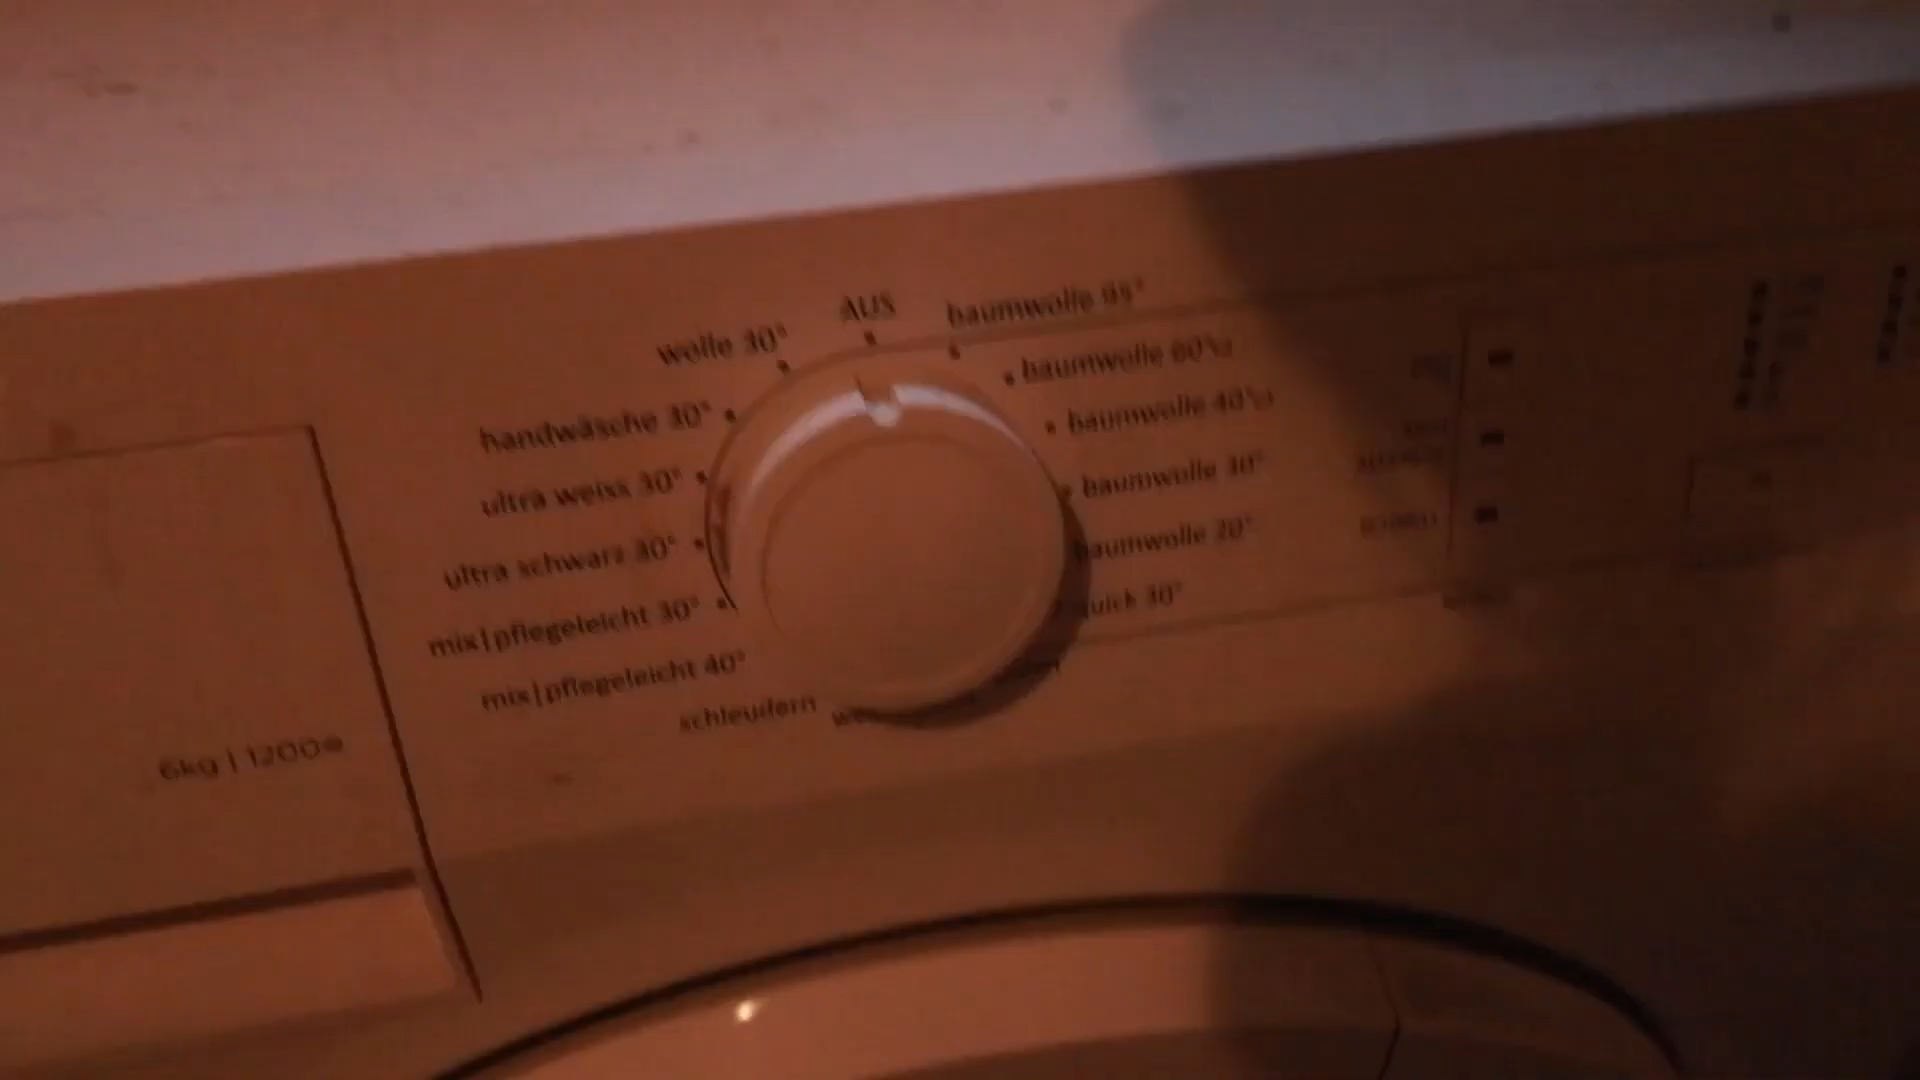 AUS
baumwolle 95°
baumwolle 60°
baumwolle 40°
baumwolle 30°
baumwolle 20°
quick 30°
wolle 30°
handwäsche 30°
ultra weiss 30°
ultra schwarz 30°
mix|pflegeleicht 30°
mix|pflegeleicht 40°
schleudern
6kg | 1200